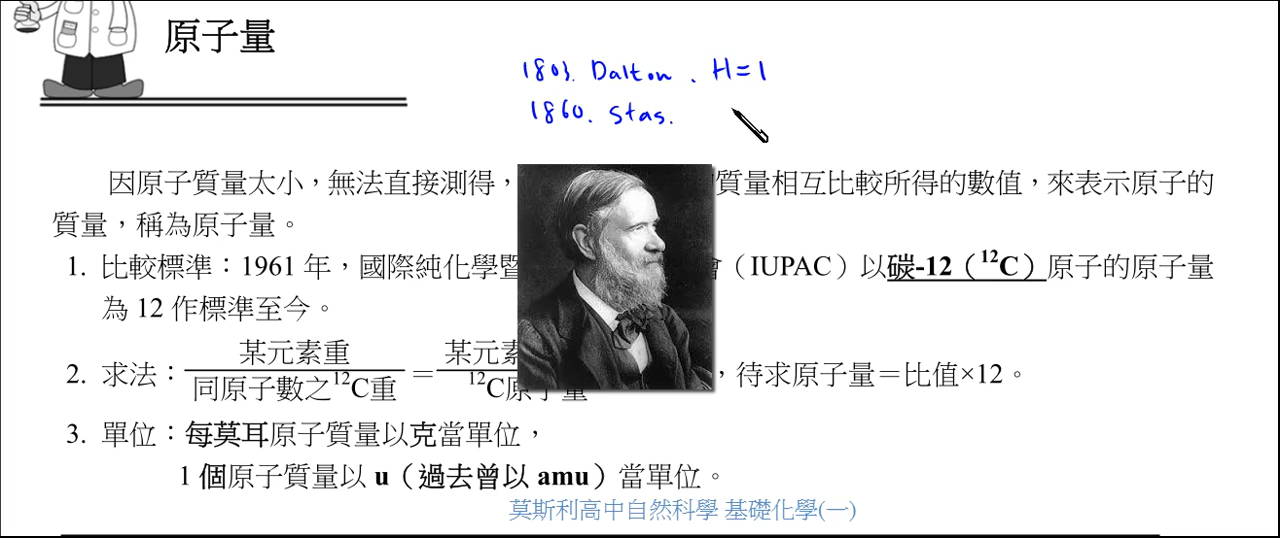 原子量
1803. Dalton. H=1
1860. Stas.
因原子質量太小，無法直接測得，質量相互比較所得的數值，來表示原子的
質量，稱為原子量。
1. 比較標準：1961 年，國際純化學暨會（IUPAC）以碳-12（¹²C）原子的原子量
為 12 作標準至今。
2. 求法：某元素重/同原子數之¹²C重＝某元素/¹²C原子量，待求原子量＝比值×12。
3. 單位：每莫耳原子質量以克當單位，
1 個原子質量以 u（過去曾以 amu）當單位。
莫斯利高中自然科學 基礎化學(一)